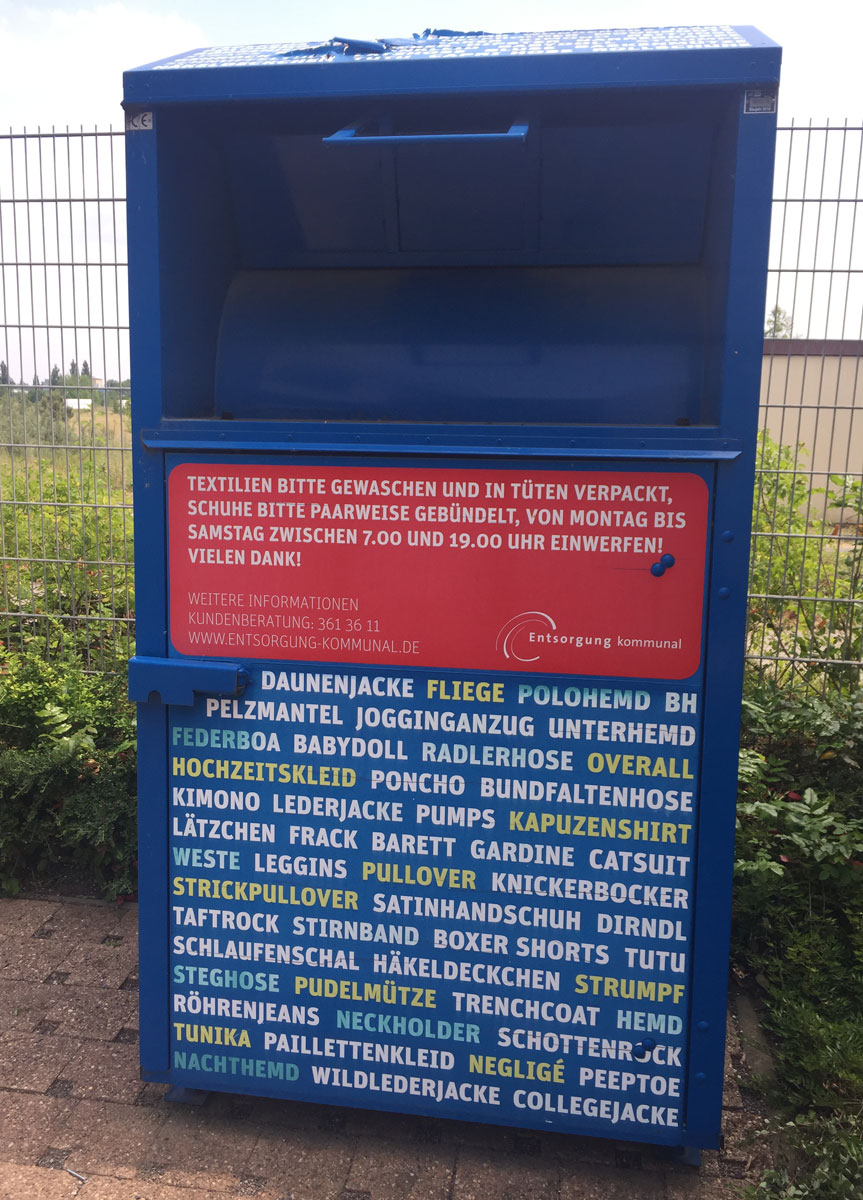 TEXTILIEN BITTE GEWASCHEN UND IN TÜTEN VERPACKT,
SCHUHE BITTE PAARWEISE GEBÜNDELT, VON MONTAG BIS
SAMSTAG ZWISCHEN 7.00 UND 19.00 UHR EINWERFEN!
VIELEN DANK!
WEITERE INFORMATIONEN
KUNDENBERATUNG: 361 36 11
WWW.ENTSORGUNG-KOMMUNAL.DE
Entsorgung kommunal
DAUNENJACKE FLIEGE POLOHEMD BH
PELZMANTEL JOGGINGANZUG UNTERHEMD
FEDERBOA BABYDOLL RADLERHOSE OVERALL
HOCHZEITSKLEID PONCHO BUNDFALTENHOSE
KIMONO LEDERJACKE PUMPS KAPUZENSHIRT
LÄTZCHEN FRACK BARETT GARDINE CATSUIT
WESTE LEGGINS PULLOVER KNICKERBOCKER
STRICKPULLOVER SATINHANDSCHUH DIRNDL
TAFTROCK STIRNBAND BOXER SHORTS TUTU
SCHLAUFENSCHAL HÄKELDECKCHEN STRUMPF
STEGHOSE PUDELMÜTZE TRENCHCOAT HEMD
RÖHRENJEANS NECKHOLDER SCHOTTENROCK
TUNIKA PAILLETTENKLEID NEGLIGÉ PEEPTOE
NACHTHEMD WILDLEDERJACKE COLLEGEJACKE